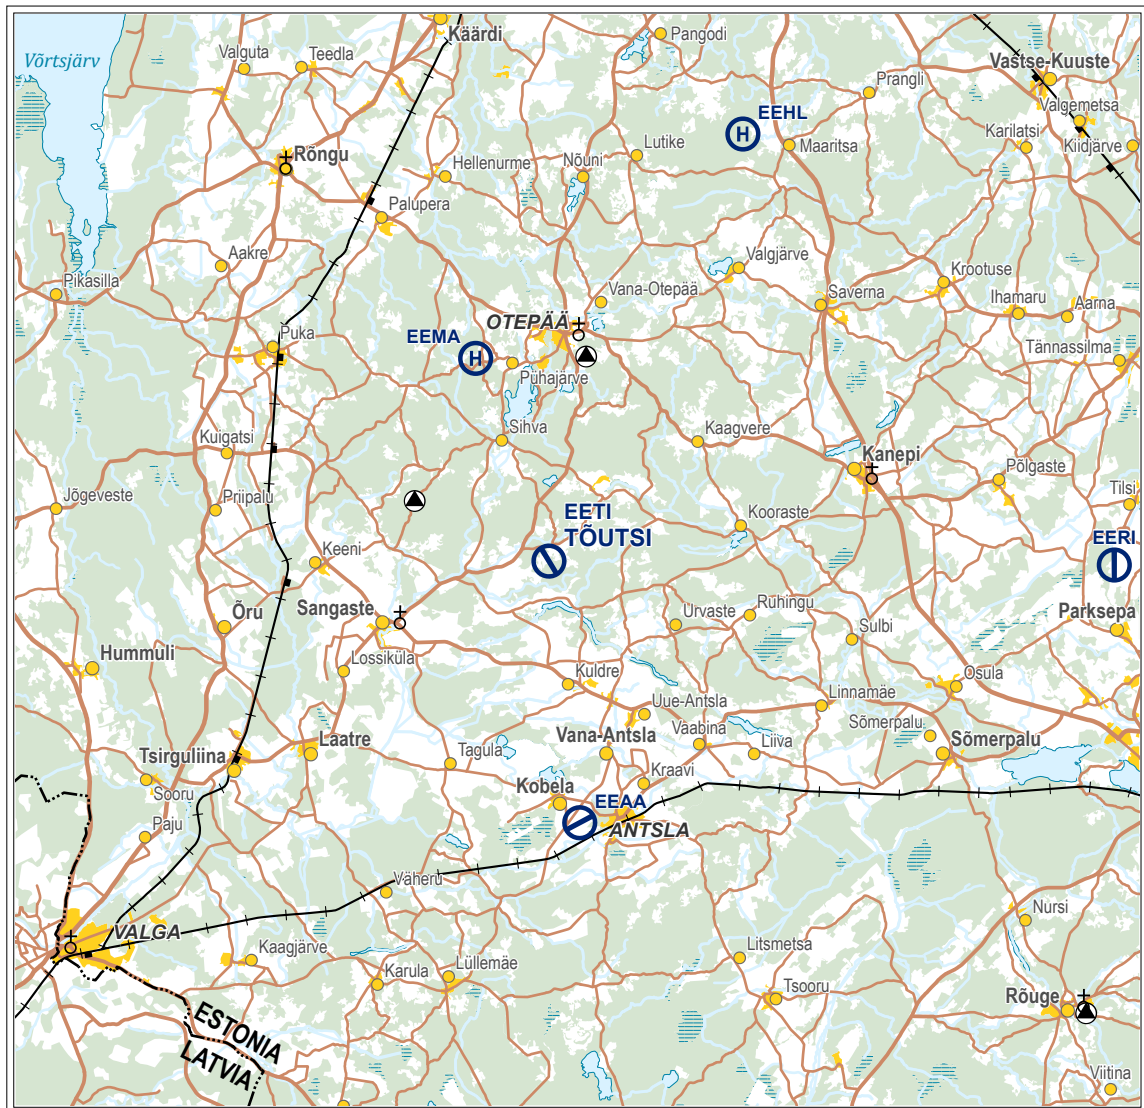 Võrtsjärv
Valguta
Teedla
Käärdi
Pangodi
Vastse-Kuuste
Prangli
EEHL
H
Valgemetsa
Karilatsi
Kiidjärve
Maaritsa
Lutike
Rõngu
Hellenurme
Nõuni
Palupera
Aakre
Valgjärve
Pikasilla
Krootuse
Vana-Otepää
Saverna
Ihamaru
Aarna
OTEPÄÄ
Puka
EEMA
H
Tännassilma
Pühajärve
Sihva
Kaagvere
Kuigatsi
Kanepi
Põlgaste
Jõgeveste
Priipalu
Tilsi
EETI
TÕUTSI
Kooraste
EERI
Keeni
Sangaste
Õru
Urvaste
Ruhingu
Sulbi
Parksepa
Hummuli
Lossiküla
Kuldre
Osula
Uue-Antsla
Linnamäe
Sõmerpalu
Laatre
Vana-Antsla
Vaabina
Liiva
Sõmerpalu
Tsirguliina
Tagula
Sooru
Kobela
Kraavi
EEAA
ANTSLA
Paju
Väheru
Nursi
VALGA
Kaagjärve
Litsmetsa
Karula
Lüllemäe
Tsooru
Rõuge
ESTONIA
LATVIA
Viitina